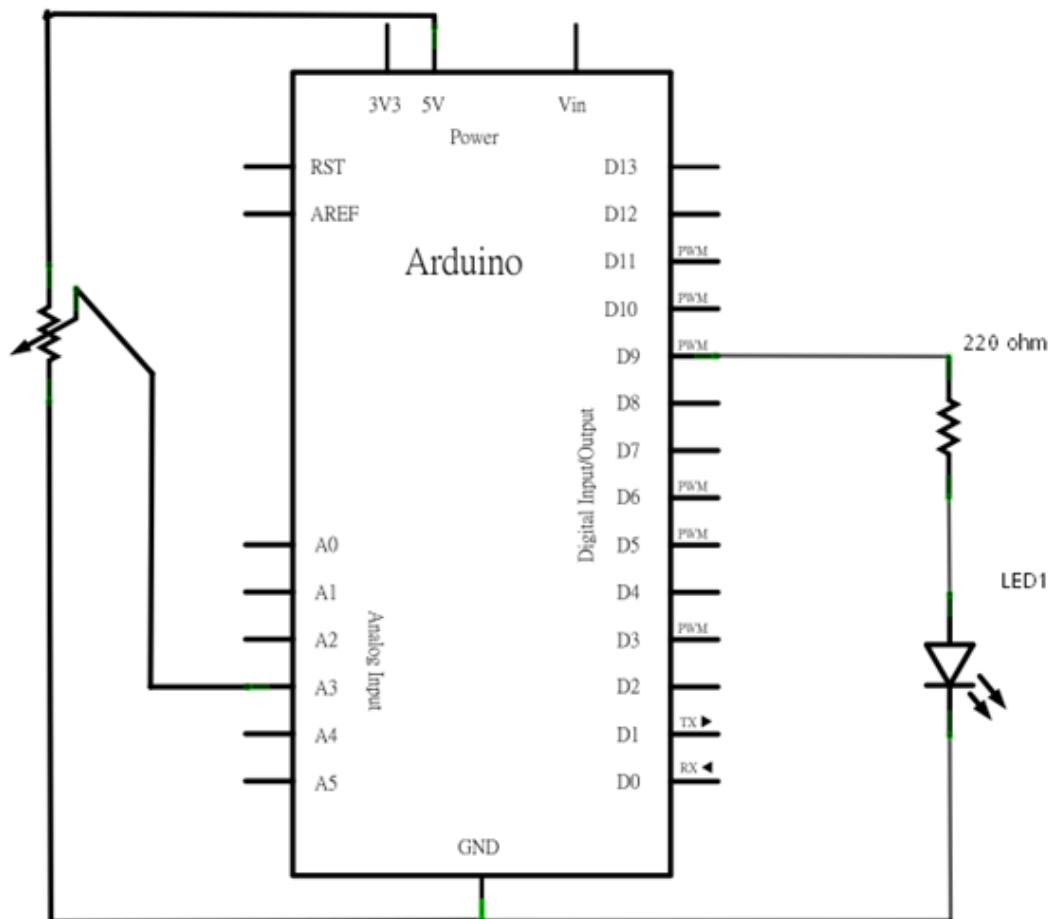 3V3 5V Vin
Power
RST D13
AREF D12
Arduino D11 PWM
D10 PWM
D9 PWM
220 ohm
D8
D7
D6 PWM
Digital Input/Output
A0 D5 PWM
A1 D4
LED1
A2 D3 PWM
Analog Input
A3 D2
A4 D1 TX
A5 D0 RX
GND